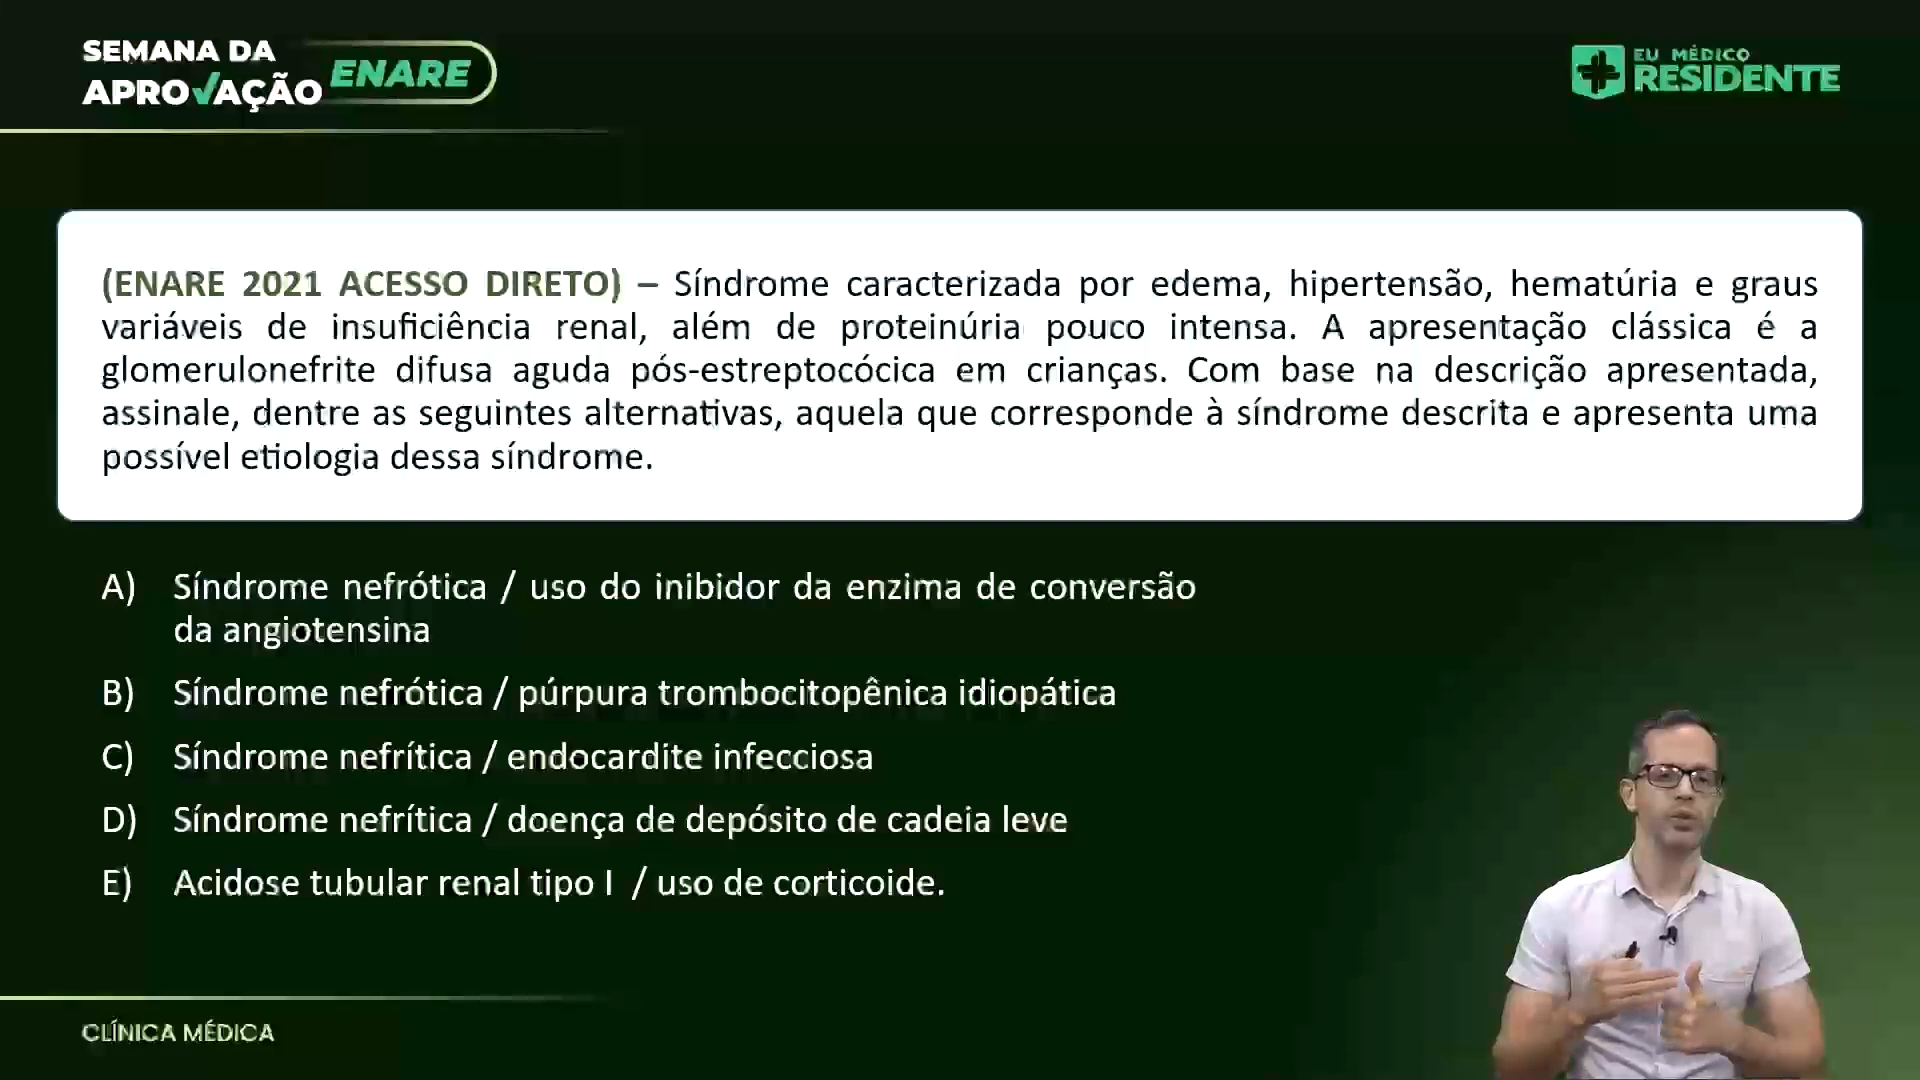 SEMANA DA
APROVAÇÃO ENARE
EU MÉDICO
RESIDENTE
(ENARE 2021 ACESSO DIRETO) – Síndrome caracterizada por edema, hipertensão, hematúria e graus
variáveis de insuficiência renal, além de proteinúria pouco intensa. A apresentação clássica é a
glomerulonefrite difusa aguda pós-estreptocócica em crianças. Com base na descrição apresentada,
assinale, dentre as seguintes alternativas, aquela que corresponde à síndrome descrita e apresenta uma
possível etiologia dessa síndrome.
A) Síndrome nefrótica / uso do inibidor da enzima de conversão
da angiotensina
B) Síndrome nefrótica / púrpura trombocitopênica idiopática
C) Síndrome nefrítica / endocardite infecciosa
D) Síndrome nefrítica / doença de depósito de cadeia leve
E) Acidose tubular renal tipo I / uso de corticoide.
CLÍNICA MÉDICA